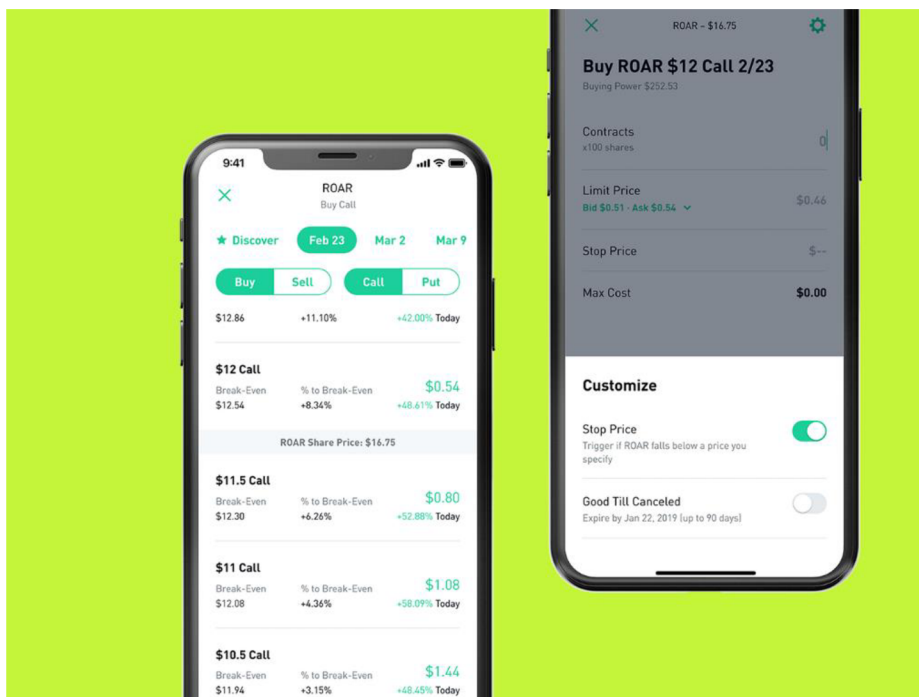 9:41
ROAR
Buy Call
Discover Feb 23 Mar 2 Mar 9
Buy Sell Call Put
$12.86 +11.10% +42.00% Today
$12 Call
Break-Even % to Break-Even $0.54
$12.54 +8.34% +48.61% Today
ROAR Share Price: $16.75
$11.5 Call
Break-Even % to Break-Even $0.80
$12.30 +6.26% +52.88% Today
$11 Call
Break-Even % to Break-Even $1.08
$12.08 +4.36% +58.09% Today
$10.5 Call
Break-Even % to Break-Even $1.44
$11.94 +3.15% +48.45% Today
ROAR – $16.75
Buy ROAR $12 Call 2/23
Buying Power $252.53
Contracts 0
x100 shares
Limit Price $0.46
Bid $0.51 · Ask $0.54
Stop Price $--
Max Cost $0.00
Customize
Stop Price
Trigger if ROAR falls below a price you
specify
Good Till Canceled
Expire by Jan 22, 2019 (up to 90 days)